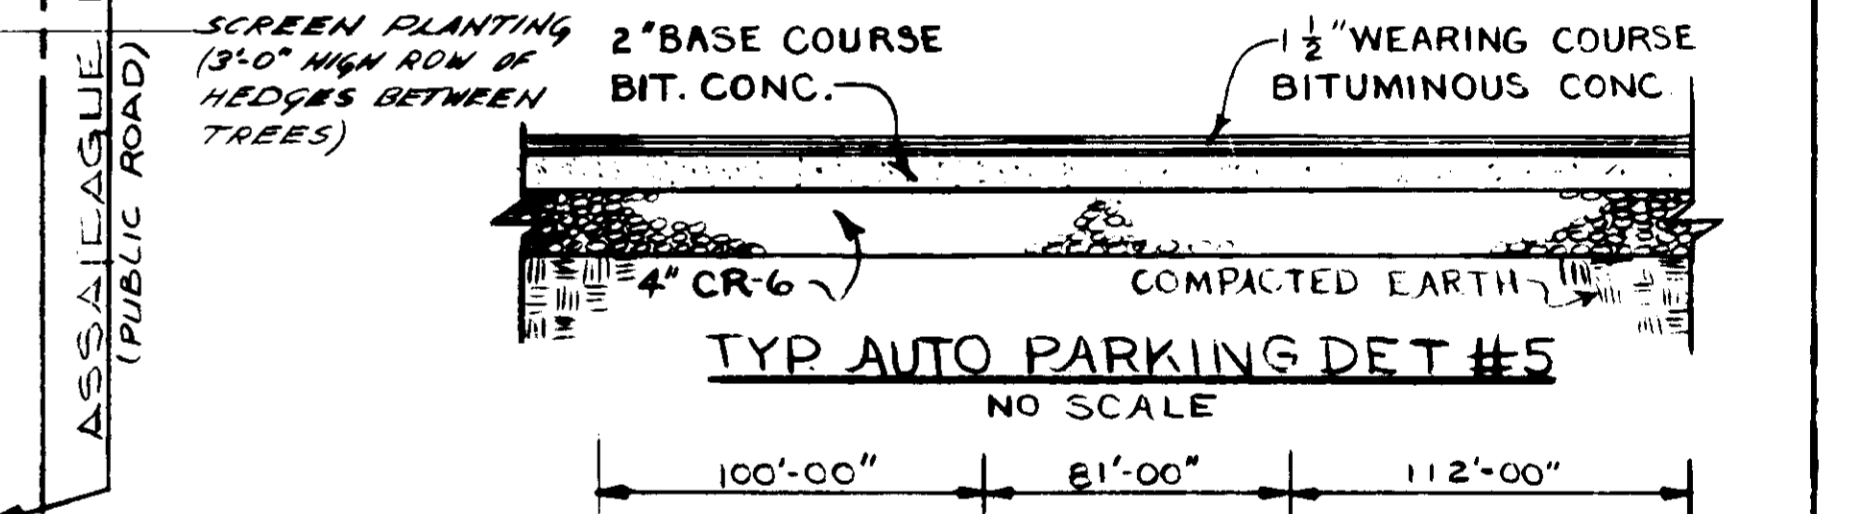 ASSATEAGUE
(PUBLIC ROAD)
SCREEN PLANTING
(3'-0" HIGH ROW OF
HEDGES BETWEEN
TREES)
2" BASE COURSE
BIT. CONC.
1 1/2" WEARING COURSE
BITUMINOUS CONC.
4" CR-6
COMPACTED EARTH
TYP. AUTO PARKING DET #5
NO SCALE
100'-00"
81'-00"
112'-00"